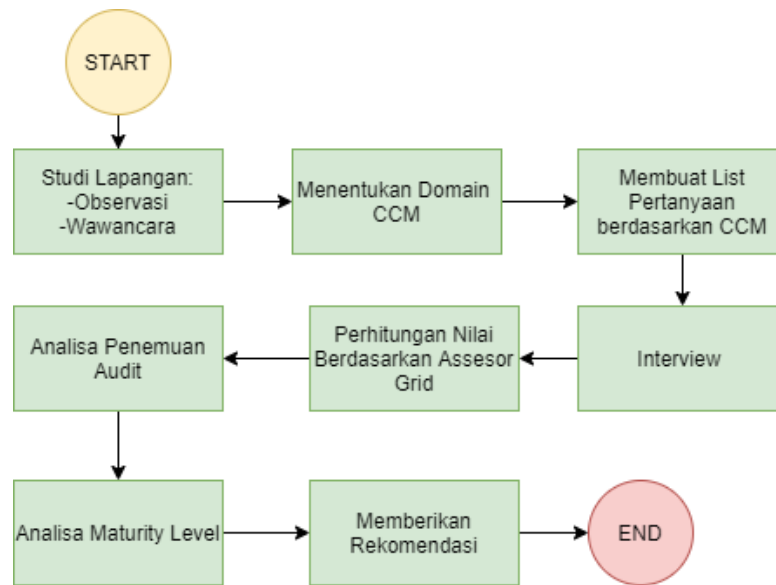 START
Studi Lapangan:
-Observasi
-Wawancara
Menentukan Domain
CCM
Membuat List
Pertanyaan
berdasarkan CCM
Interview
Perhitungan Nilai
Berdasarkan Assesor
Grid
Analisa Penemuan
Audit
Analisa Maturity Level
Memberikan
Rekomendasi
END